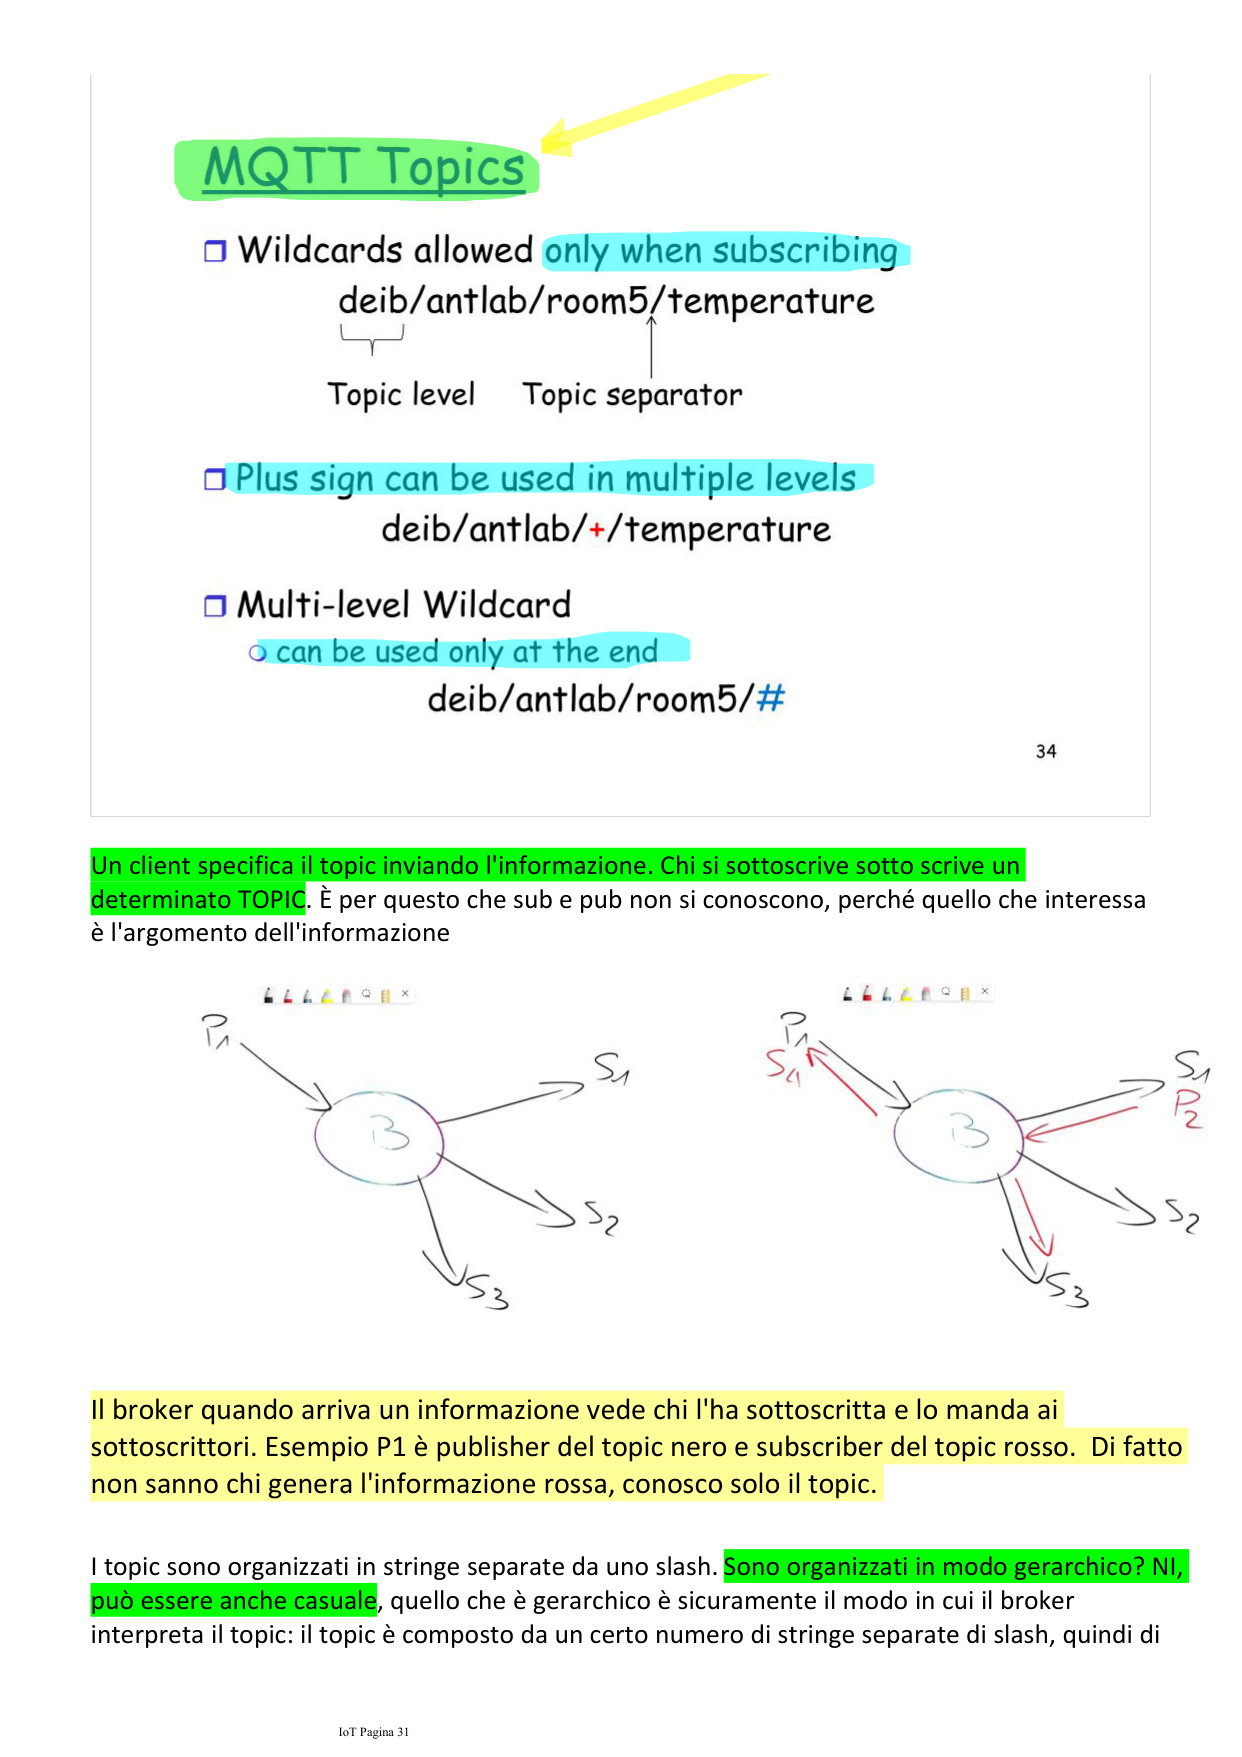 MQTT Topics
Wildcards allowed only when subscribing
deib/antlab/room5/temperature
Topic level Topic separator
Plus sign can be used in multiple levels
deib/antlab/+/temperature
Multi-level Wildcard
can be used only at the end
deib/antlab/room5/#
34
Un client specifica il topic inviando l'informazione. Chi si sottoscrive sotto scrive un
determinato TOPIC. È per questo che sub e pub non si conoscono, perché quello che interessa
è l'argomento dell'informazione
P1
B
S1
S2
S3
P1
S4
B
S1
P2
S2
S3
Il broker quando arriva un informazione vede chi l'ha sottoscritta e lo manda ai
sottoscrittori. Esempio P1 è publisher del topic nero e subscriber del topic rosso. Di fatto
non sanno chi genera l'informazione rossa, conosco solo il topic.
I topic sono organizzati in stringe separate da uno slash. Sono organizzati in modo gerarchico? NI,
può essere anche casuale, quello che è gerarchico è sicuramente il modo in cui il broker
interpreta il topic: il topic è composto da un certo numero di stringe separate di slash, quindi di
IoT Pagina 31